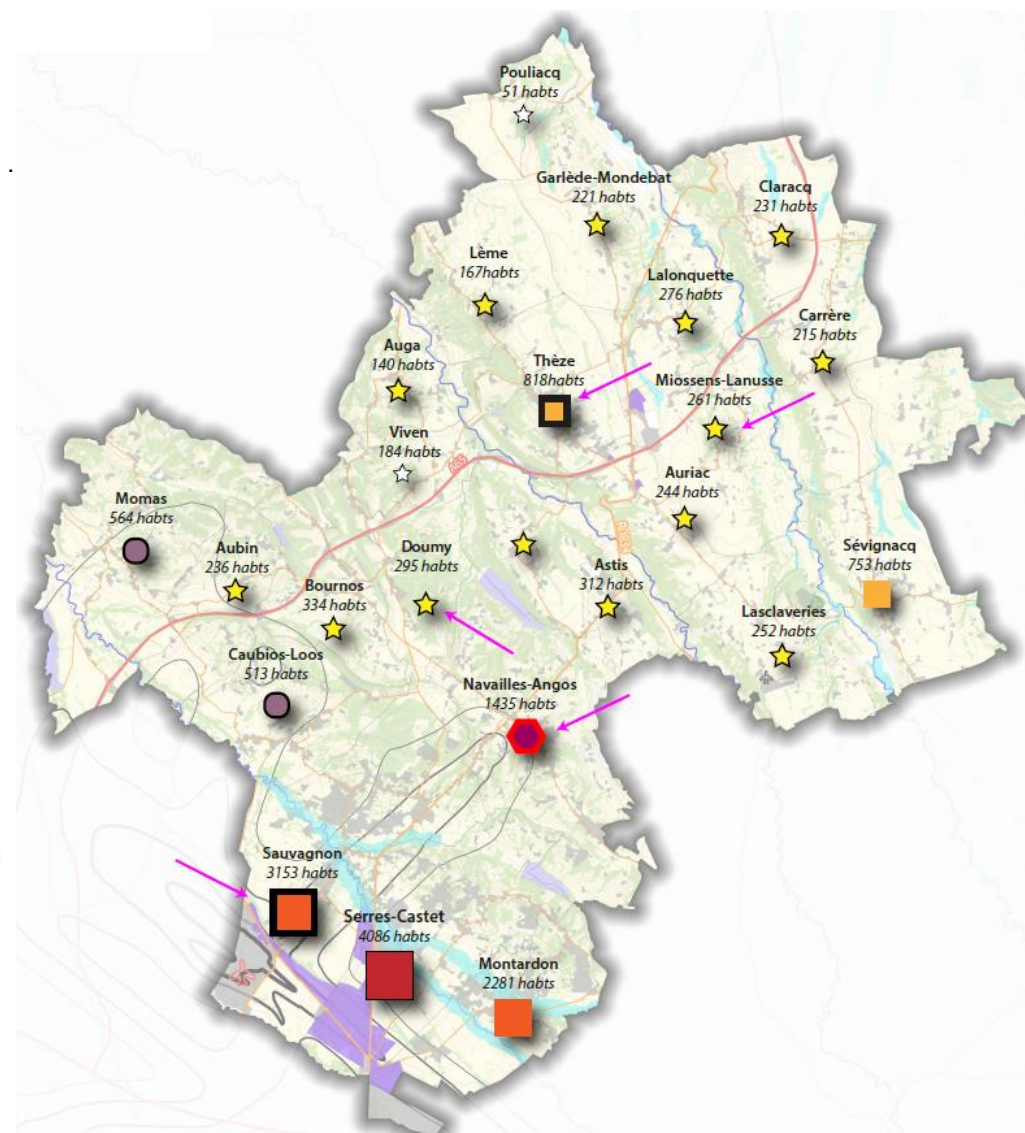 Pouliacq
51 habts
Garlède-Mondebat
221 habts
Claracq
231 habts
Lème
167habts
Lalonquette
276 habts
Carrère
215 habts
Auga
140 habts
Thèze
818habts
Miossens-Lanusse
261 habts
Viven
184 habts
A65
Auriac
244 habts
Momas
564 habts
Aubin
236 habts
Doumy
295 habts
Astis
312 habts
Sévignacq
753 habts
Bournos
334 habts
Lasclaveries
252 habts
Caubios-Loos
513 habts
Navailles-Angos
1435 habts
Sauvagnon
3153 habts
Serres-Castet
4086 habts
Montardon
2281 habts